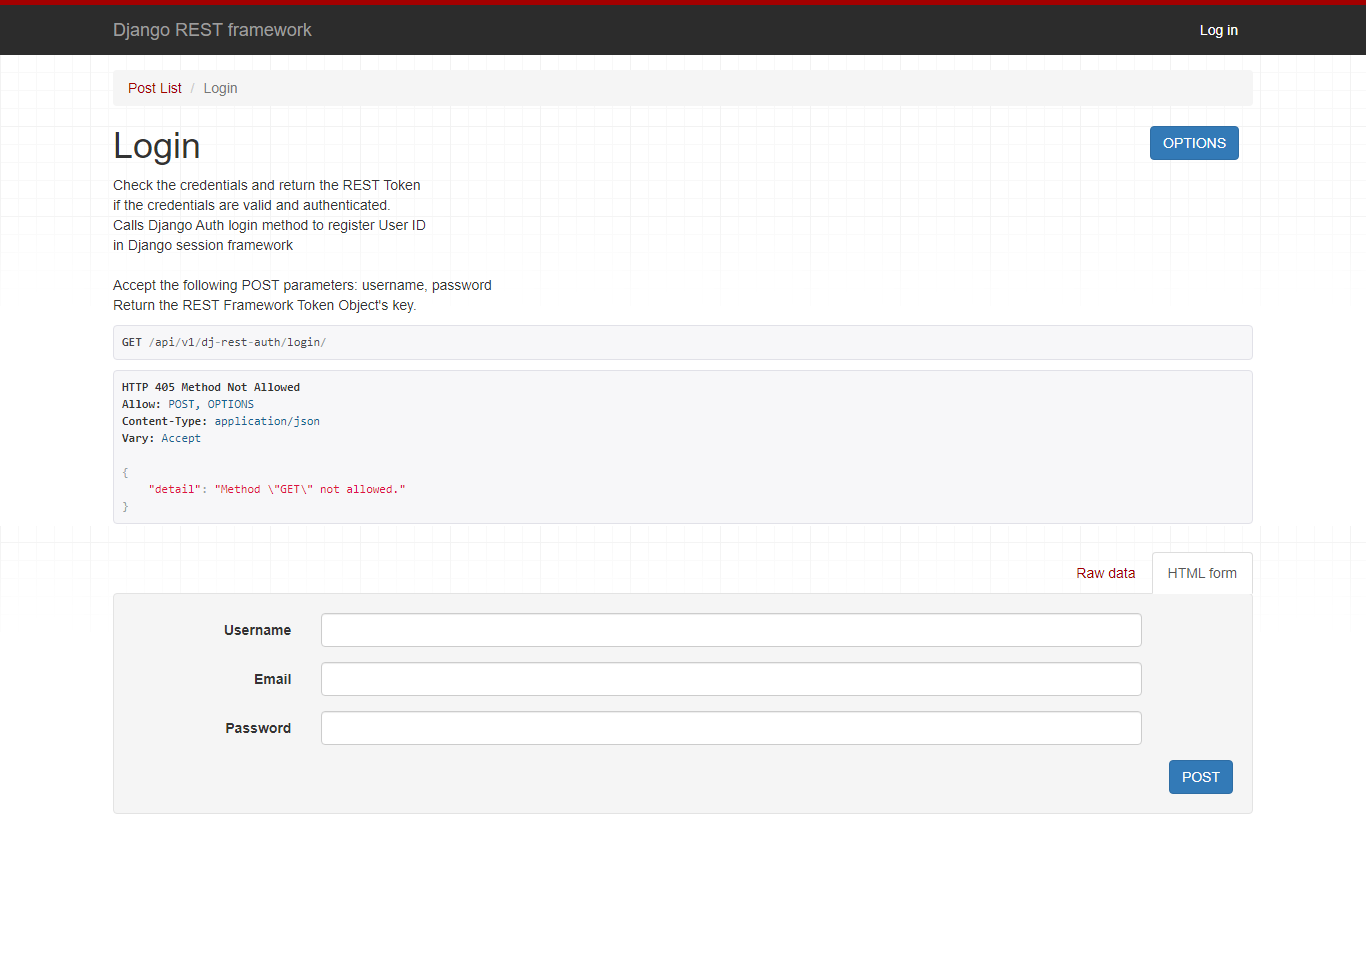 Django REST framework
Log in
Post List / Login
Login
OPTIONS
Check the credentials and return the REST Token
if the credentials are valid and authenticated.
Calls Django Auth login method to register User ID
in Django session framework
Accept the following POST parameters: username, password
Return the REST Framework Token Object's key.
GET /api/v1/dj-rest-auth/login/
HTTP 405 Method Not Allowed
Allow: POST, OPTIONS
Content-Type: application/json
Vary: Accept
{
"detail": "Method \"GET\" not allowed."
}
Raw data
HTML form
Username
Email
Password
POST